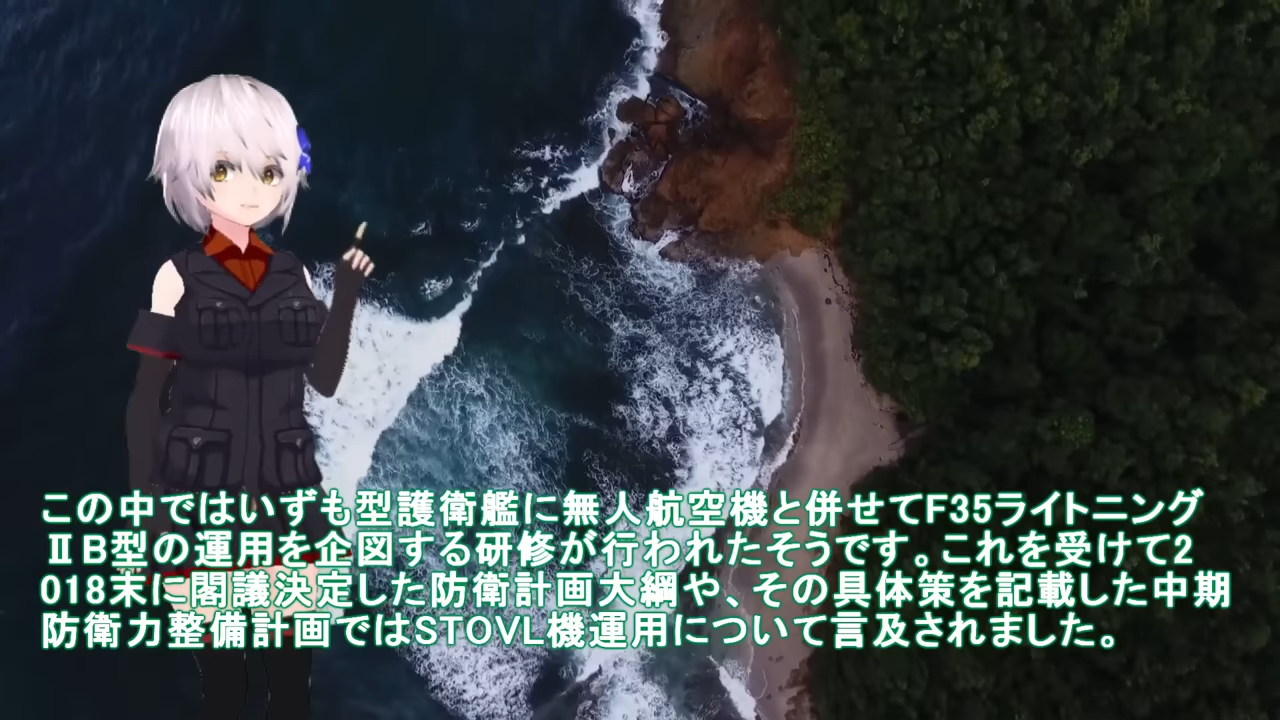 この中ではいずも型護衛艦に無人航空機と併せてF35ライトニング
ⅡB型の運用を企図する研修が行われたそうです。これを受けて2
018末に閣議決定した防衛計画大綱や、その具体策を記載した中期
防衛力整備計画ではSTOVL機運用について言及されました。